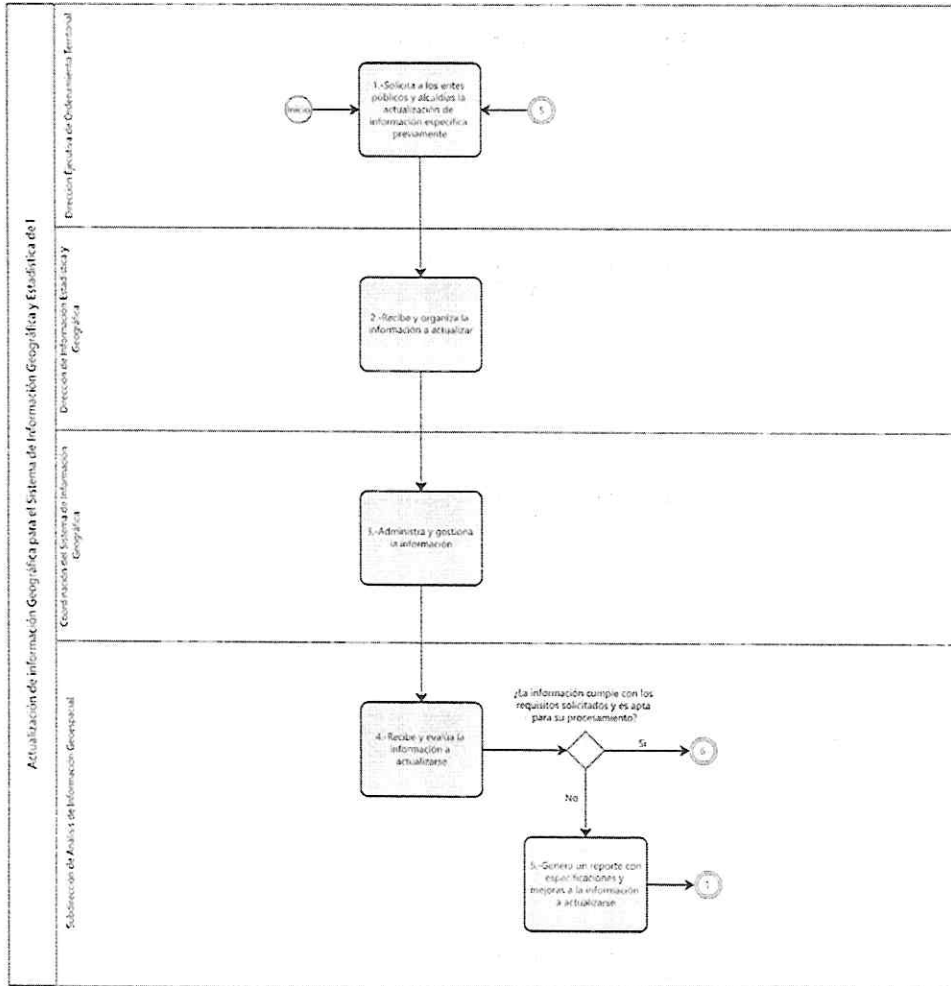 Actualización de información Geográfica para el Sistema de Información Geográfica y Estadística de l
Dirección Ejecutiva de Ordenamiento Territorial
Inicio
1.-Solicita a los entes
públicos y alcaldías la
actualización de
información específica
previamente
5
Dirección de Información Estadística y
Geográfica
2.-Recibe y organiza la
información a actualizar
Coordinación del Sistema de Información
Geográfica
3.-Administra y gestiona
la información
Subdirección de Análisis de Información Geoespacial
4.-Recibe y evalúa la
información a
actualizarse
¿La información cumple con los
requisitos solicitados y es apta
para su procesamiento?
Si
6
No
5.-Genera un reporte con
especificaciones y
mejoras a la información
a actualizarse
1